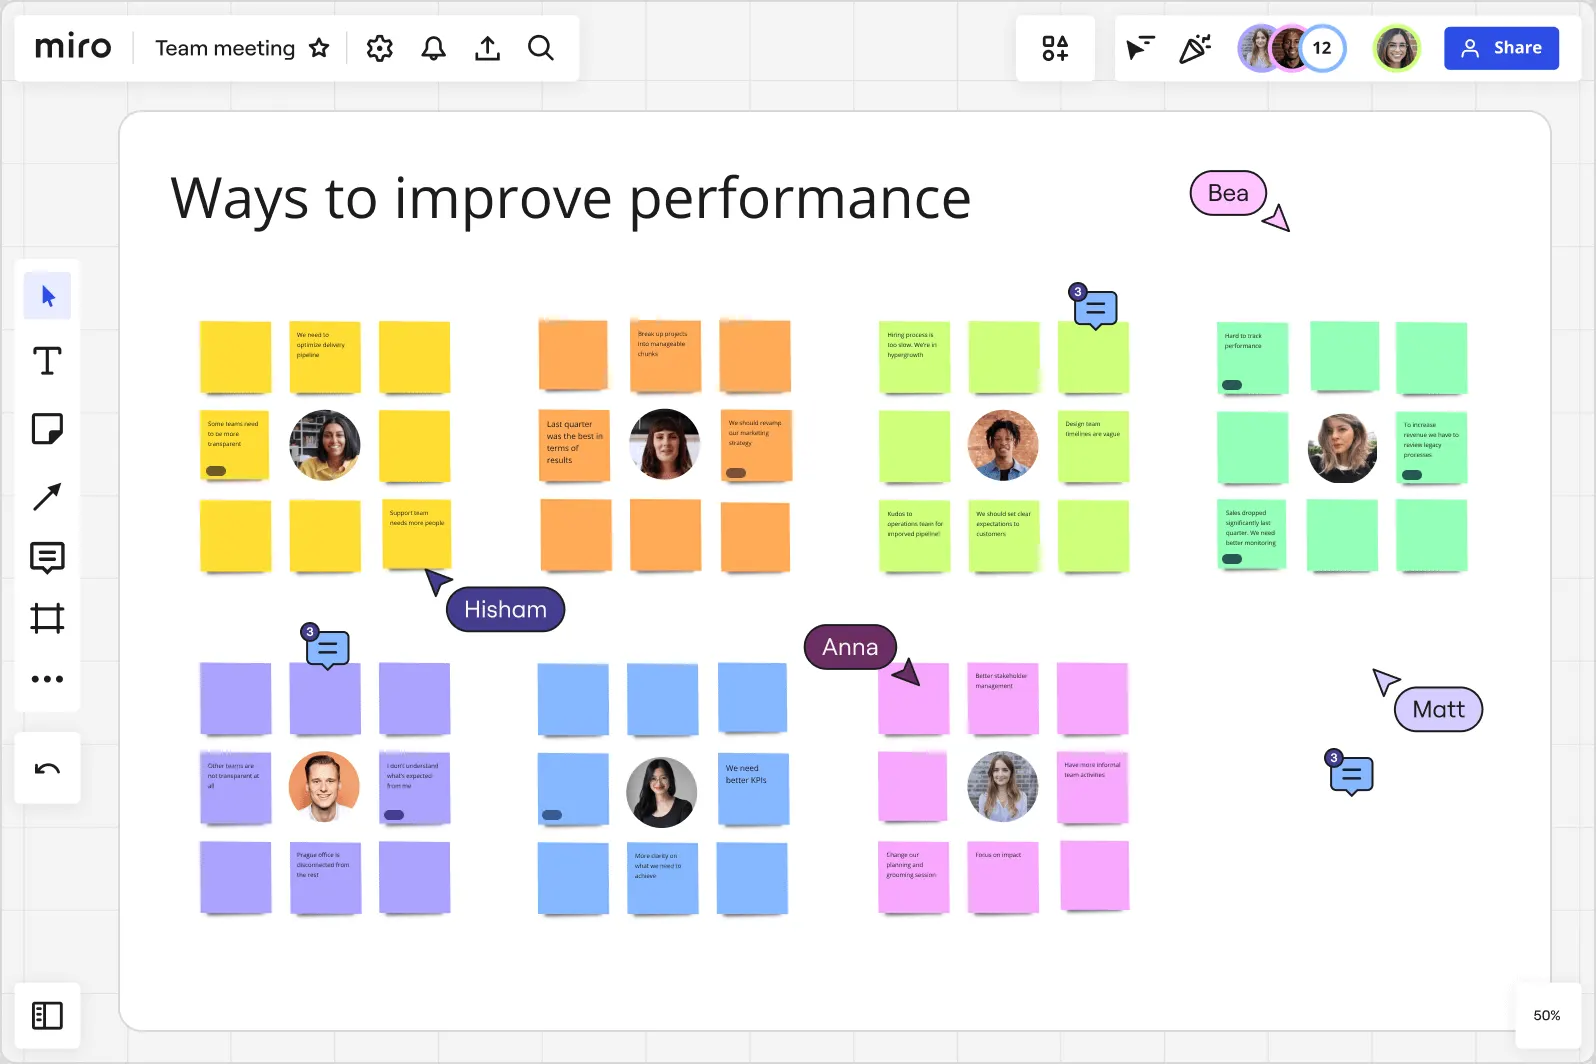 miro
Team meeting
12
Share
Ways to improve performance
Bea
3
We need to
optimize delivery
pipeline
Some teams need
to be more
transparent
Support team
needs more people
Break up projects
into manageable
chunks
Last quarter
was the best in
terms of
results
We should revamp
our marketing
strategy
Hiring process is
too slow. We're in
hypergrowth
Design team
timelines are vague
Kudos to
operations team for
imporved pipeline!
We should set clear
expectations to
customers
Hard to track
performance
To increase
revenue we have to
review legacy
processes
Sales dropped
significantly last
quarter. We need
better monitoring
Hisham
3
Anna
Matt
Other teams are
not transparent at
all
I don't understand
what's expected
from me
Prague office is
disconnected from
the rest
We need
better KPIs
More clarity on
what we need to
achieve
Better stakeholder
management
Have more informal
team activities
Change our
planning and
grooming session
Focus on impact
3
50%